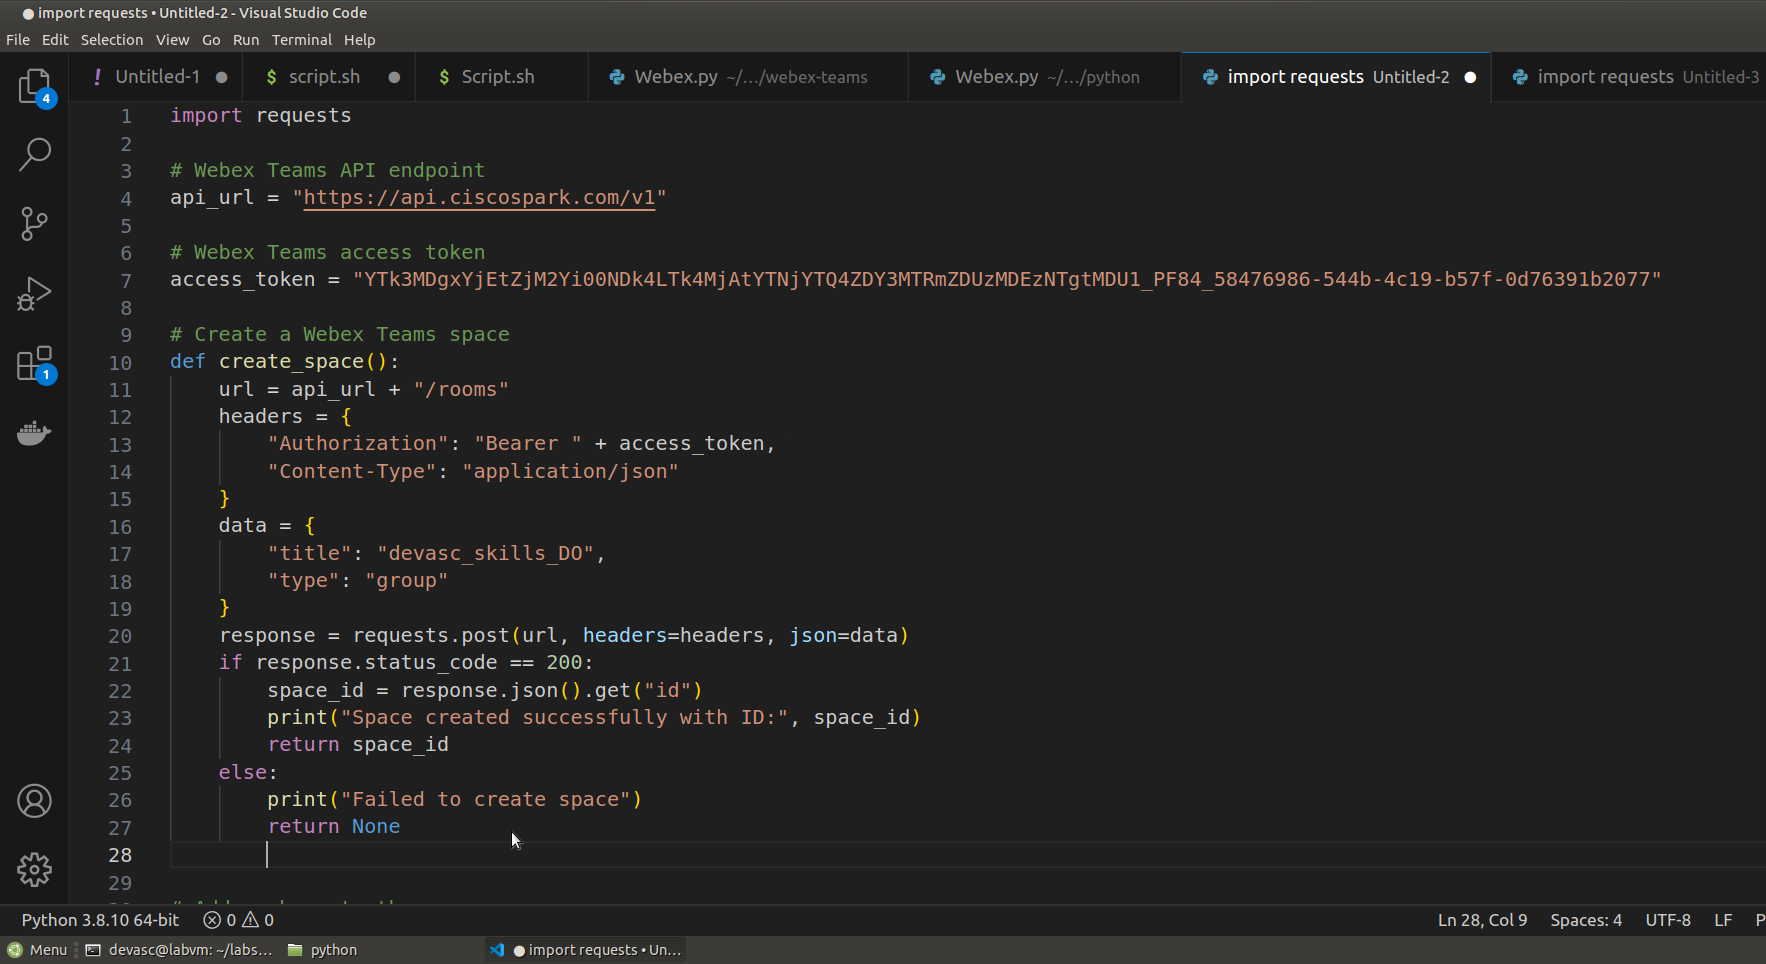 import requests • Untitled-2 - Visual Studio Code
File Edit Selection View Go Run Terminal Help
Untitled-1 script.sh Script.sh Webex.py ~/.../webex-teams Webex.py ~/.../python import requests Untitled-2 import requests Untitled-3
4
1
1 import requests
2
3 # Webex Teams API endpoint
4 api_url = "https://api.ciscospark.com/v1"
5
6 # Webex Teams access token
7 access_token = "YTk3MDgxYjEtZjM2Yi00NDk4LTk4MjAtYTNjYTQ4ZDY3MTRmZDUzMDEzNTgtMDU1_PF84_58476986-544b-4c19-b57f-0d76391b2077"
8
9 # Create a Webex Teams space
10 def create_space():
11     url = api_url + "/rooms"
12     headers = {
13         "Authorization": "Bearer " + access_token,
14         "Content-Type": "application/json"
15     }
16     data = {
17         "title": "devasc_skills_DO",
18         "type": "group"
19     }
20     response = requests.post(url, headers=headers, json=data)
21     if response.status_code == 200:
22         space_id = response.json().get("id")
23         print("Space created successfully with ID:", space_id)
24         return space_id
25     else:
26         print("Failed to create space")
27         return None
28
29
Python 3.8.10 64-bit 0 0 Ln 28, Col 9 Spaces: 4 UTF-8 LF P
Menu devasc@labvm: ~/labs... python import requests • Un...